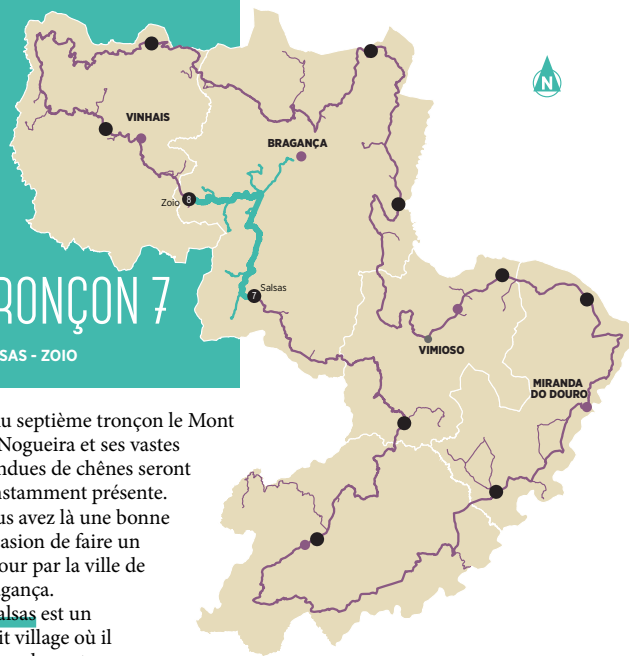 N
VINHAIS
BRAGANÇA
Zoio 8
7 Salsas
RONÇON 7
SAS - ZOIO
VIMIOSO
MIRANDA
DO DOURO
u septième tronçon le Mont
Nogueira et ses vastes
ndues de chênes seront
nstamment présente.
us avez là une bonne
asion de faire un
our par la ville de
gança.
alsas est un
it village où il